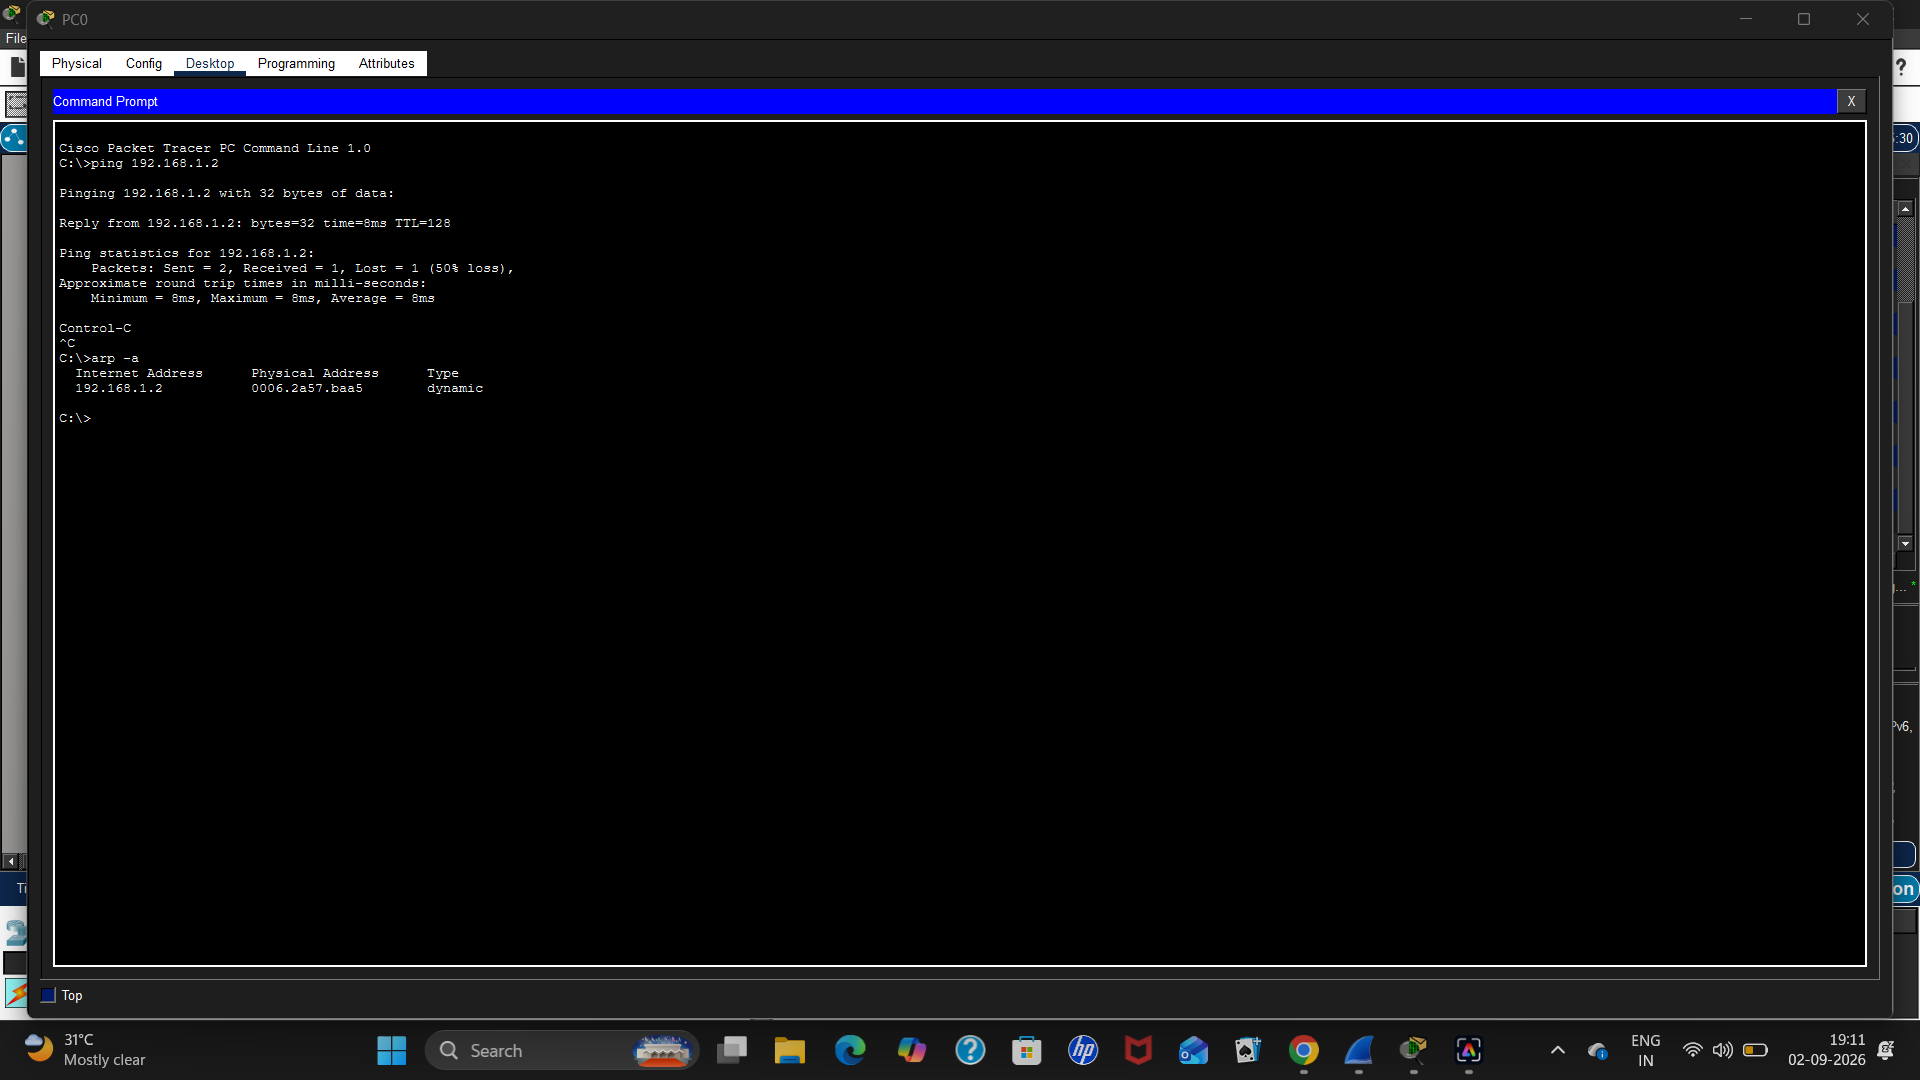 PC0
File
Physical Config Desktop Programming Attributes
?
Command Prompt
X
:30
Cisco Packet Tracer PC Command Line 1.0
C:\>ping 192.168.1.2
Pinging 192.168.1.2 with 32 bytes of data:
Reply from 192.168.1.2: bytes=32 time=8ms TTL=128
Ping statistics for 192.168.1.2:
Packets: Sent = 2, Received = 1, Lost = 1 (50% loss),
Approximate round trip times in milli-seconds:
Minimum = 8ms, Maximum = 8ms, Average = 8ms
Control-C
^C
C:\>arp -a
Internet Address Physical Address Type
192.168.1.2 0006.2a57.baa5 dynamic
C:\>
Pv6,
Ti
on
Top
31°C
Mostly clear
Search
hp
ENG
IN
19:11
02-09-2026